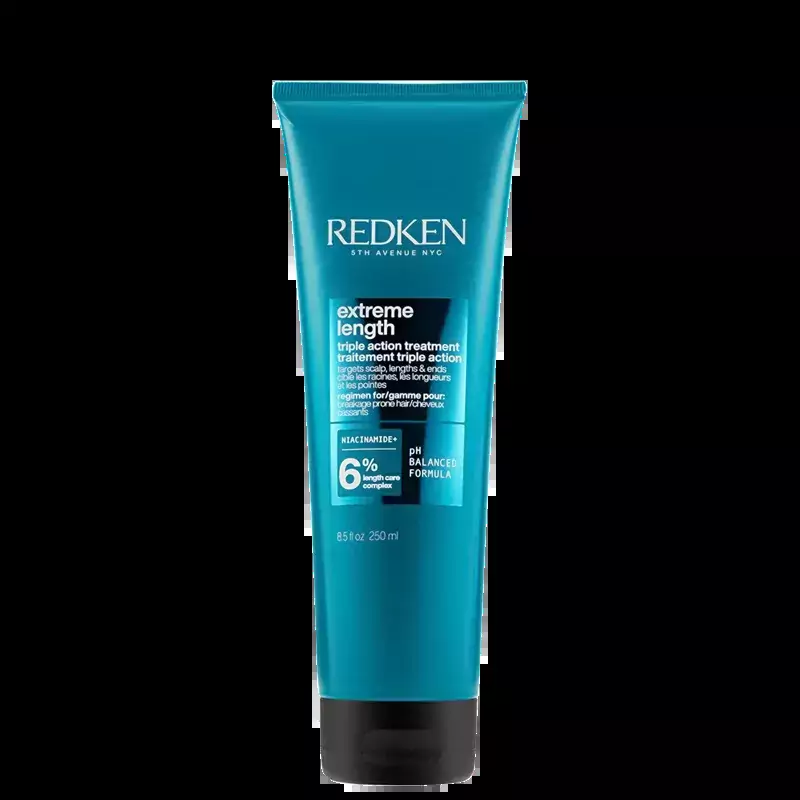 REDKEN
5TH AVENUE NYC
extreme
length
triple action treatment
traitement triple action
targets scalp, lengths & ends
cible les racines, les longueurs
et les pointes
regimen for/gamme pour:
breakage prone hair/cheveux
cassants
NIACINAMIDE+
6%
length care
complex
pH
BALANCED
FORMULA
8.5 fl oz 250 ml